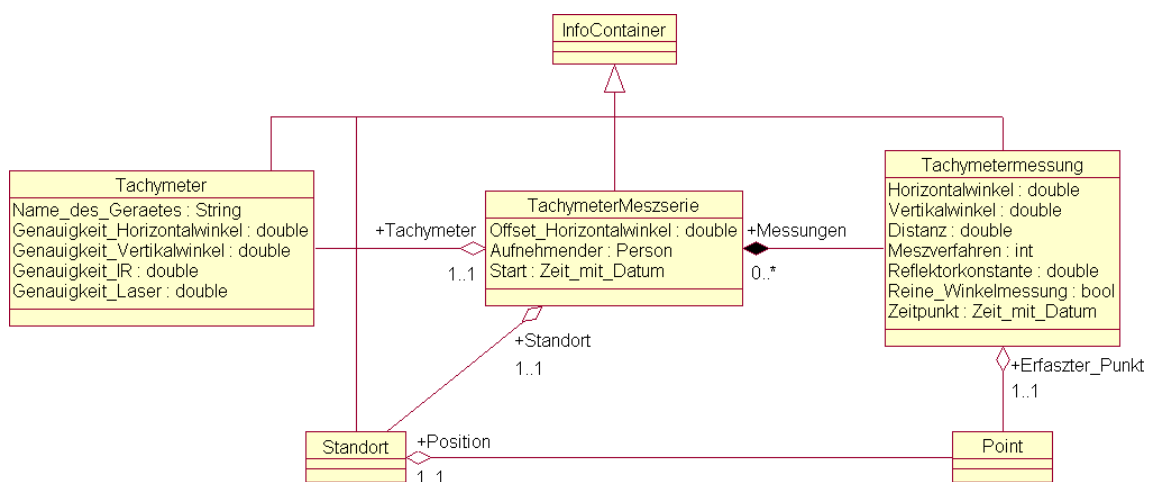 InfoContainer
Tachymeter
Name_des_Geraetes : String
Genauigkeit_Horizontalwinkel : double
Genauigkeit_Vertikalwinkel : double
Genauigkeit_IR : double
Genauigkeit_Laser : double
+Tachymeter
1..1
TachymeterMeszserie
Offset_Horizontalwinkel : double
Aufnehmender : Person
Start : Zeit_mit_Datum
+Messungen
0..*
Tachymetermessung
Horizontalwinkel : double
Vertikalwinkel : double
Distanz : double
Meszverfahren : int
Reflektorkonstante : double
Reine_Winkelmessung : bool
Zeitpunkt : Zeit_mit_Datum
+Standort
1..1
+Erfaszter_Punkt
1..1
Standort
+Position
1..1
Point